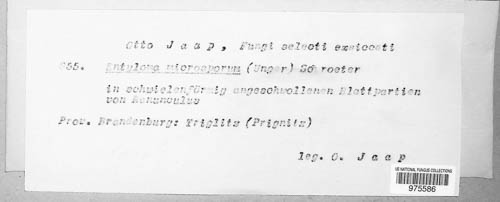 Otto Jaap, Fungi selecti exsiccati
655. Entyloma microsporum (Unger) Schroeter
in schwielenförmig angeschwollenen Blattpartien
von Ranunculus
Prov. Brandenburg: Triglitz (Prignitz)
leg. O. Jaap
US NATIONAL FUNGUS COLLECTIONS
975586